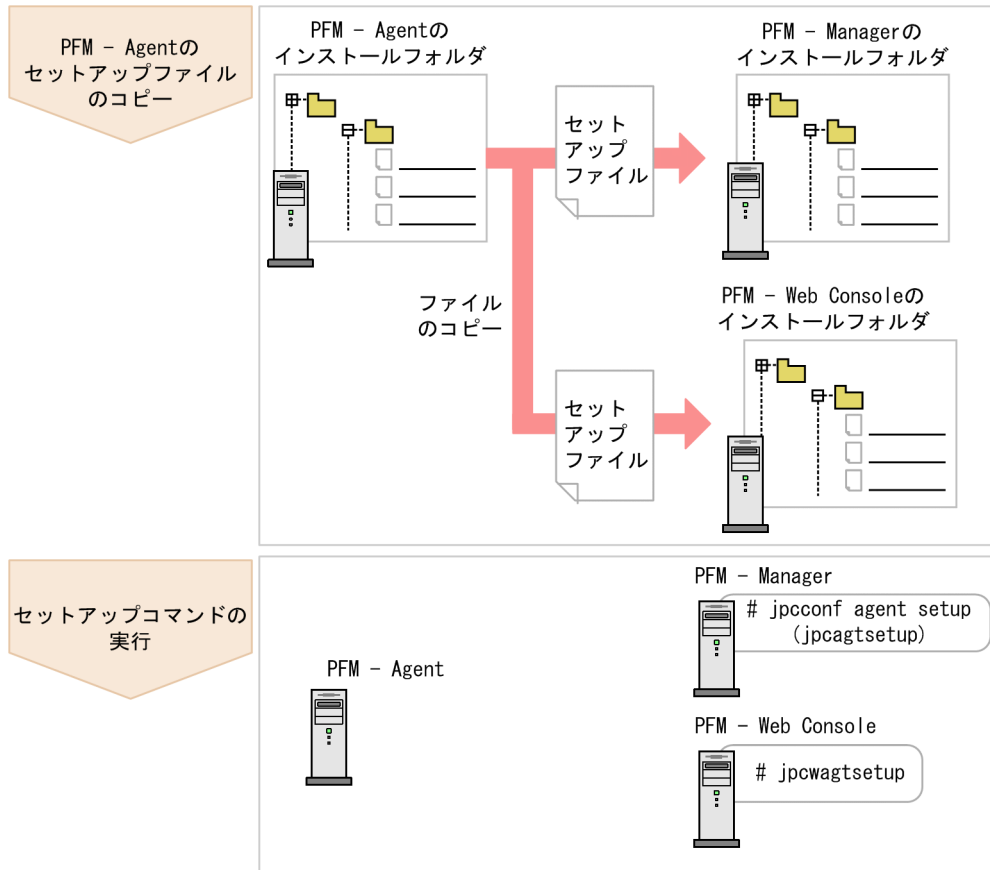 PFM − Agentの
セットアップファイル
のコピー
PFM − Agentの
インストールフォルダ
PFM − Managerの
インストールフォルダ
セット
アップ
ファイル
ファイル
のコピー
PFM − Web Consoleの
インストールフォルダ
セット
アップ
ファイル
セットアップコマンドの
実行
PFM − Agent
PFM − Manager
# jpcconf agent setup
(jpcagtsetup)
PFM − Web Console
# jpcwagtsetup